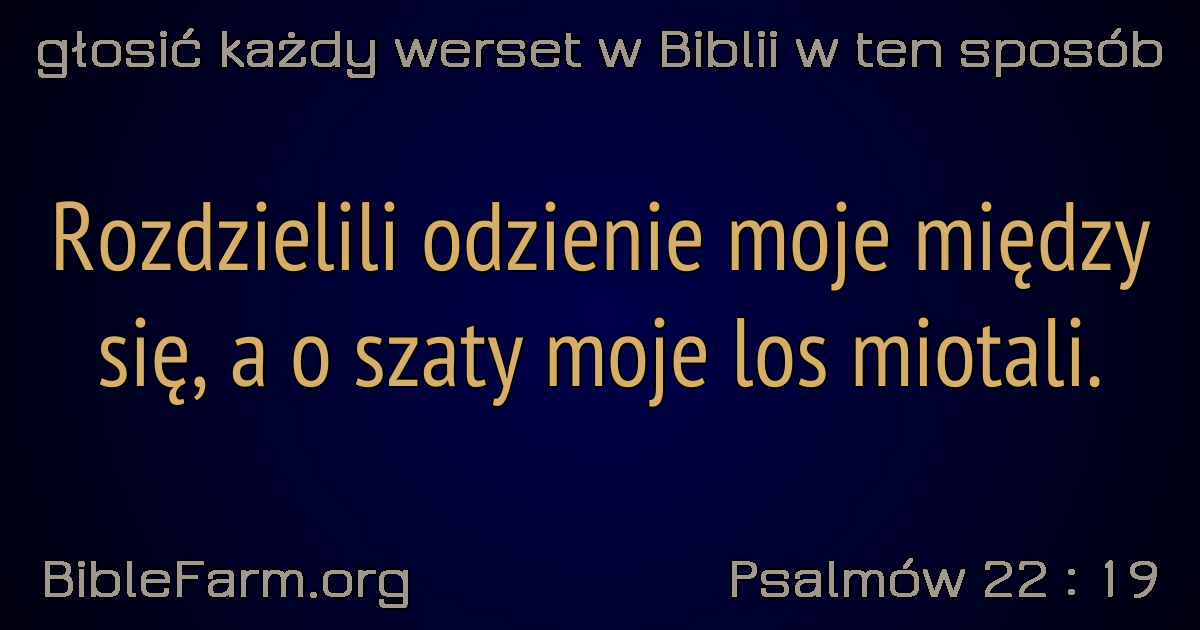 głosić każdy werset w Biblii w ten sposób
Rozdzielili odzienie moje między
się, a o szaty moje los miotali.
BibleFarm.org
Psalmów 22 : 19